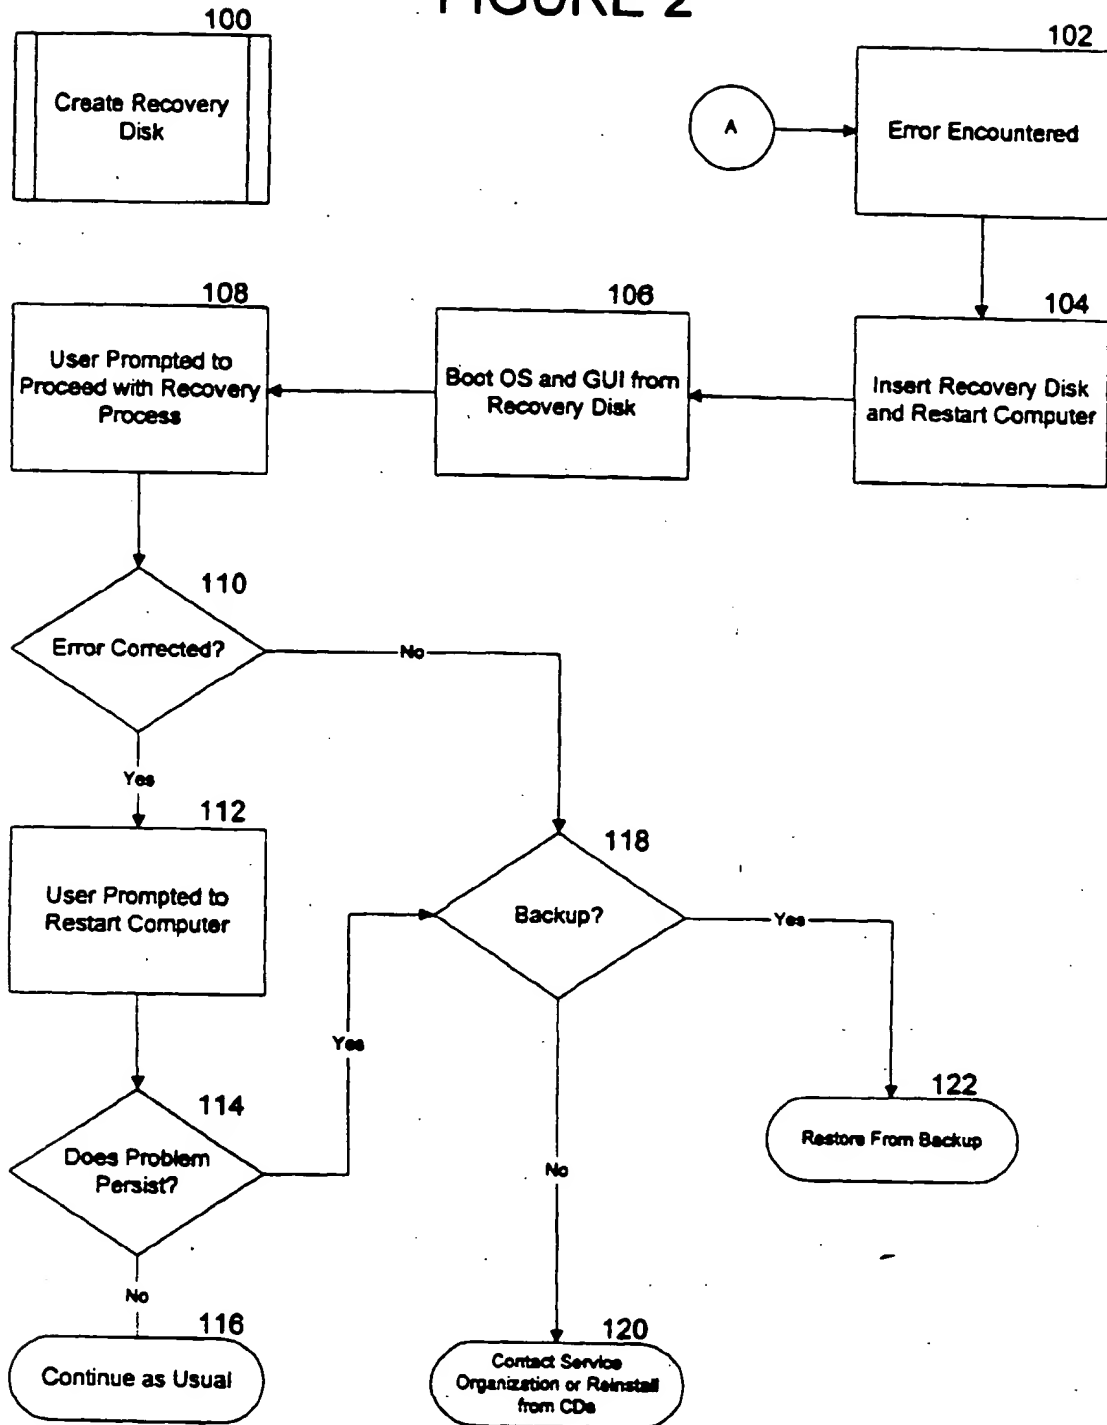 FIGURE 2
100
Create Recovery
Disk
A
102
Error Encountered
108
User Prompted to
Proceed with Recovery
Process
106
Boot OS and GUI from
Recovery Disk
104
Insert Recovery Disk
and Restart Computer
110
Error Corrected?
No
Yes
112
User Prompted to
Restart Computer
118
Backup?
Yes
Yes
114
Does Problem
Persist?
122
Restore From Backup
No
No
116
Continue as Usual
120
Contact Service
Organization or Reinstall
from CDs